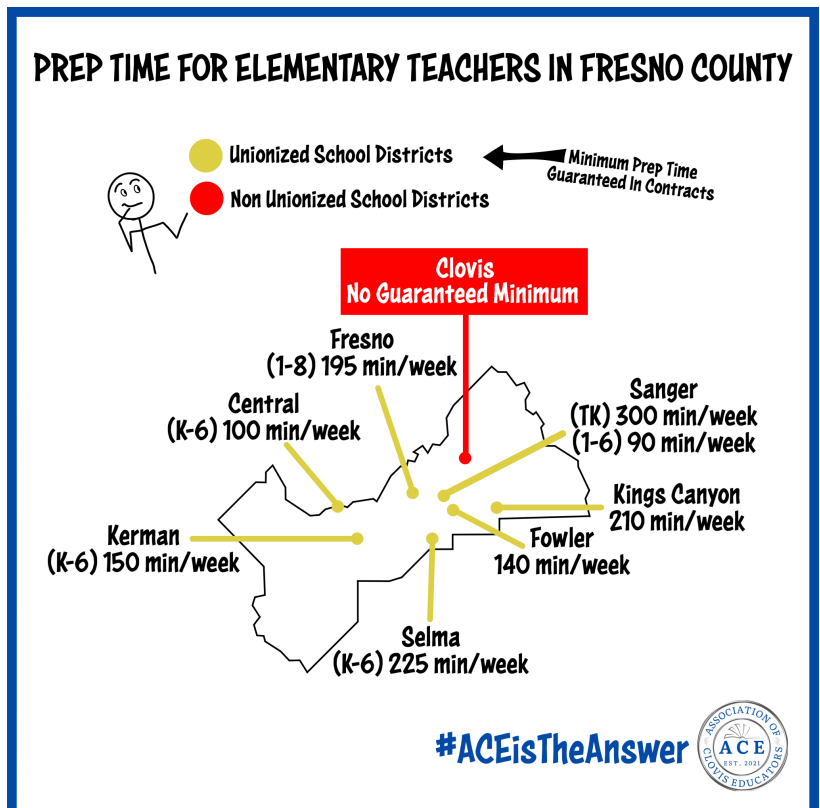 PREP TIME FOR ELEMENTARY TEACHERS IN FRESNO COUNTY
Unionized School Districts
Minimum Prep Time
Guaranteed In Contracts
Non Unionized School Districts
Clovis
No Guaranteed Minimum
Fresno
(1-8) 195 min/week
Central
(K-6) 100 min/week
Sanger
(TK) 300 min/week
(1-6) 90 min/week
Kings Canyon
210 min/week
Kerman
(K-6) 150 min/week
Fowler
140 min/week
Selma
(K-6) 225 min/week
#ACEisTheAnswer
ASSOCIATION OF
ACE
EST. 2021
CLOVIS EDUCATORS